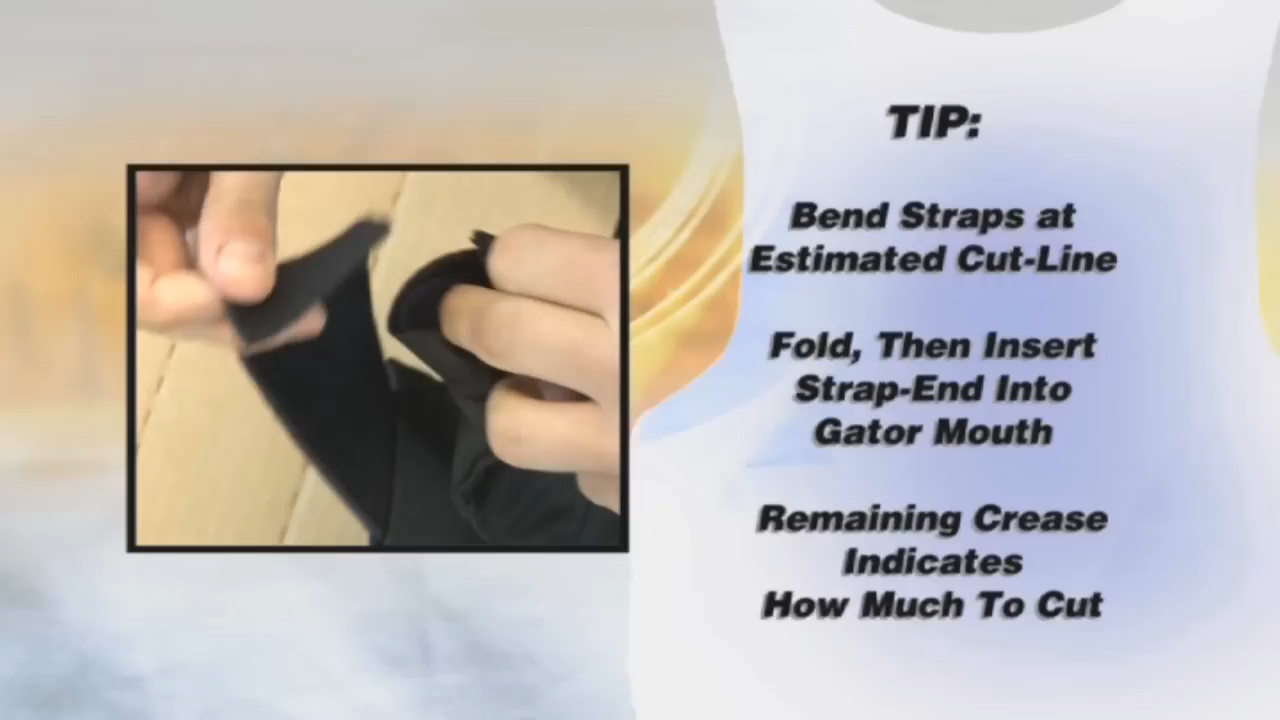 TIP:
Bend Straps at
Estimated Cut-Line
Fold, Then Insert
Strap-End Into
Gator Mouth
Remaining Crease
Indicates
How Much To Cut